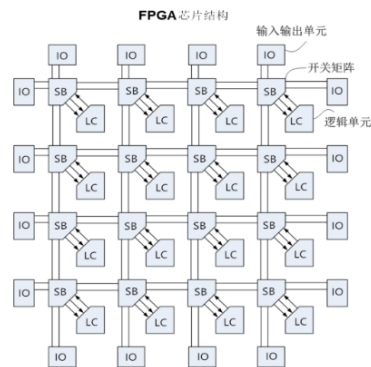 FPGA芯片结构
输入输出单元
IO IO IO IO
开关矩阵
IO SB SB SB SB IO
LC LC LC LC
逻辑单元
IO SB SB SB SB IO
LC LC LC LC
IO SB SB SB SB IO
LC LC LC LC
IO SB SB SB SB IO
LC LC LC LC
IO IO IO IO